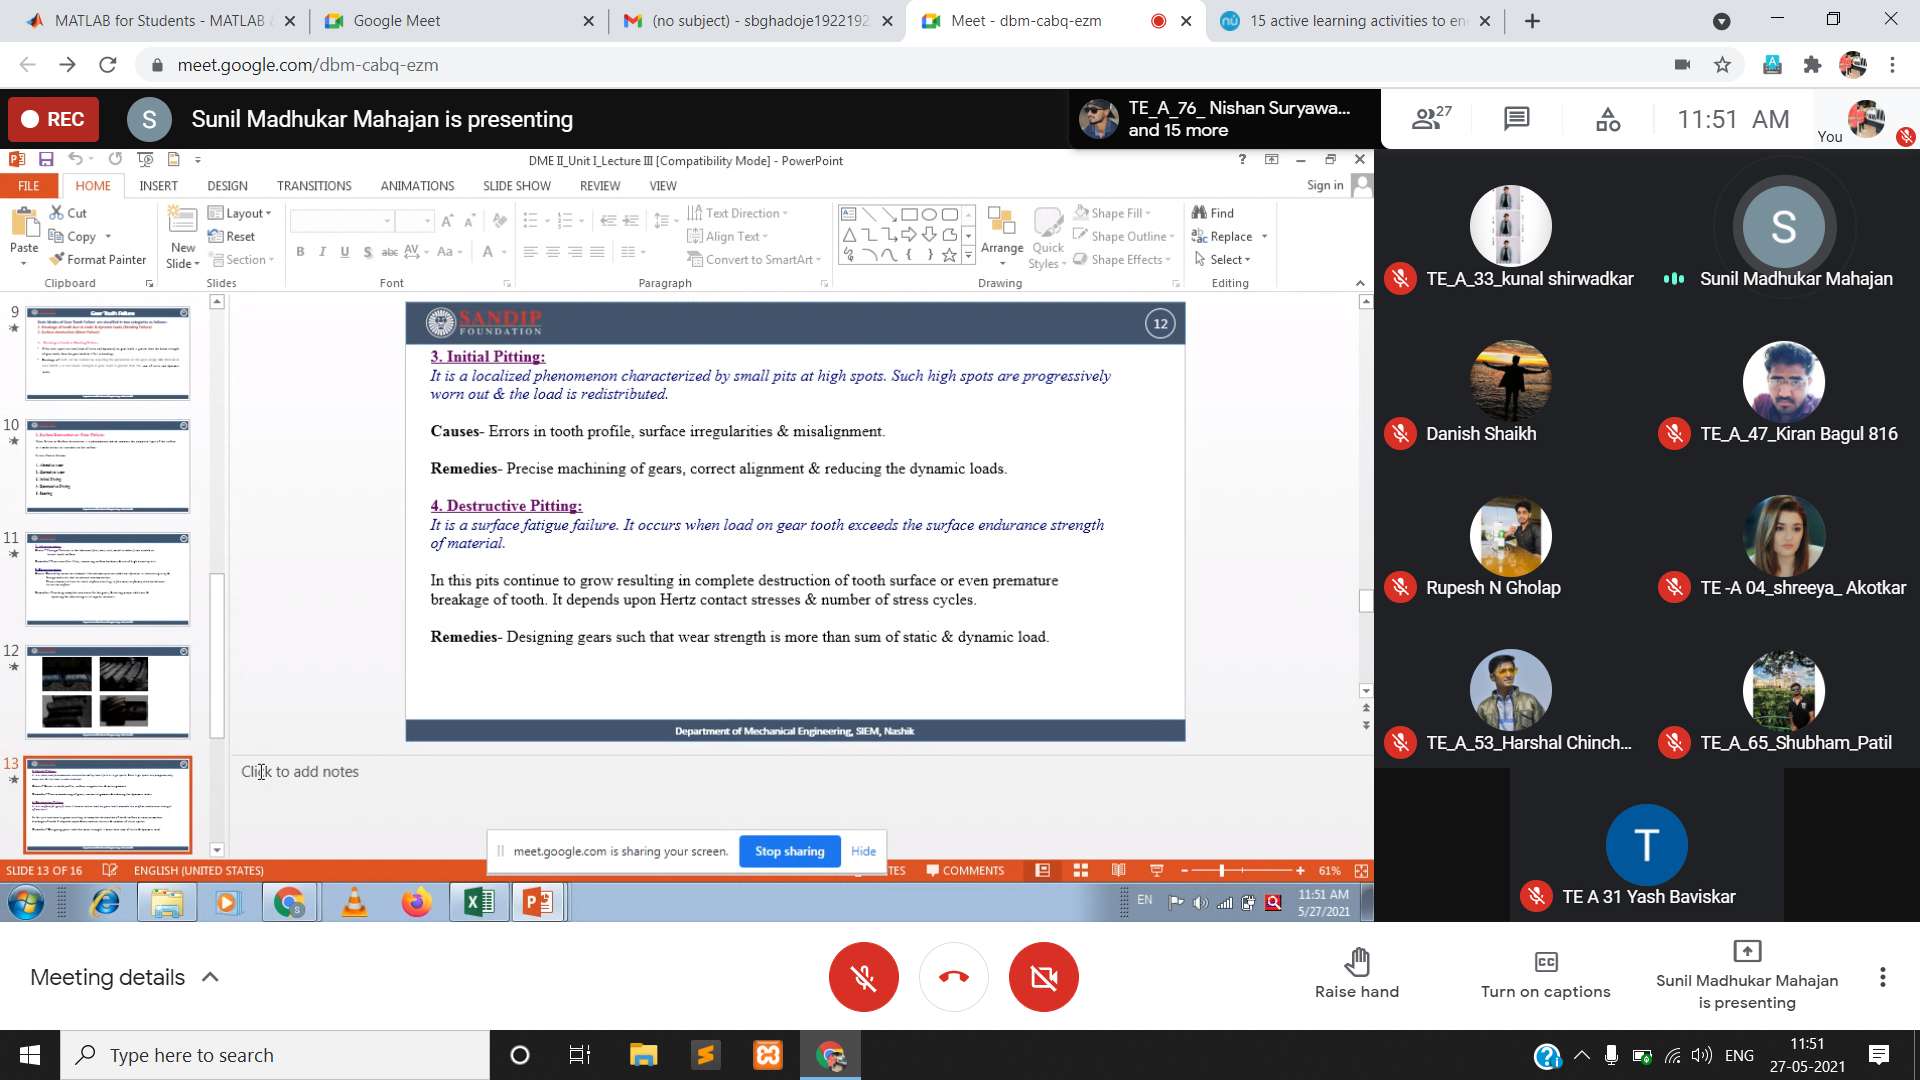 MATLAB for Students - MATLAB &
Google Meet
(no subject) - sbghadoje1922192
Meet - dbm-cabq-ezm
15 active learning activities to en
meet.google.com/dbm-cabq-ezm
REC
S
Sunil Madhukar Mahajan is presenting
TE_A_76_ Nishan Suryawa...
and 15 more
27
11:51 AM
You
DME II_Unit I_Lecture III [Compatibility Mode] - PowerPoint
FILE
HOME
INSERT
DESIGN
TRANSITIONS
ANIMATIONS
SLIDE SHOW
REVIEW
VIEW
Sign in
Paste
Cut
Copy
Format Painter
Clipboard
New
Slide
Layout
Reset
Section
Slides
Font
Text Direction
Align Text
Convert to SmartArt
Paragraph
Arrange
Quick
Styles
Shape Fill
Shape Outline
Shape Effects
Drawing
Find
Replace
Select
Editing
9
Gear Tooth Failure
10
11
12
13
SANDIP
FOUNDATION
12
3. Initial Pitting:
It is a localized phenomenon characterized by small pits at high spots. Such high spots are progressively
worn out & the load is redistributed.
Causes- Errors in tooth profile, surface irregularities & misalignment.
Remedies- Precise machining of gears, correct alignment & reducing the dynamic loads.
4. Destructive Pitting:
It is a surface fatigue failure. It occurs when load on gear tooth exceeds the surface endurance strength
of material.
In this pits continue to grow resulting in complete destruction of tooth surface or even premature
breakage of tooth. It depends upon Hertz contact stresses & number of stress cycles.
Remedies- Designing gears such that wear strength is more than sum of static & dynamic load.
Department of Mechanical Engineering, SIEM, Nashik
Click to add notes
meet.google.com is sharing your screen.
Stop sharing
Hide
SLIDE 13 OF 16
ENGLISH (UNITED STATES)
COMMENTS
61%
EN
11:51 AM
5/27/2021
TE_A_33_kunal shirwadkar
S
Sunil Madhukar Mahajan
Danish Shaikh
TE_A_47_Kiran Bagul 816
Rupesh N Gholap
TE -A 04_shreeya_ Akotkar
TE_A_53_Harshal Chinch...
TE_A_65_Shubham_Patil
T
TE A 31 Yash Baviskar
Meeting details
Raise hand
CC
Turn on captions
Sunil Madhukar Mahajan
is presenting
Type here to search
ENG
11:51
27-05-2021